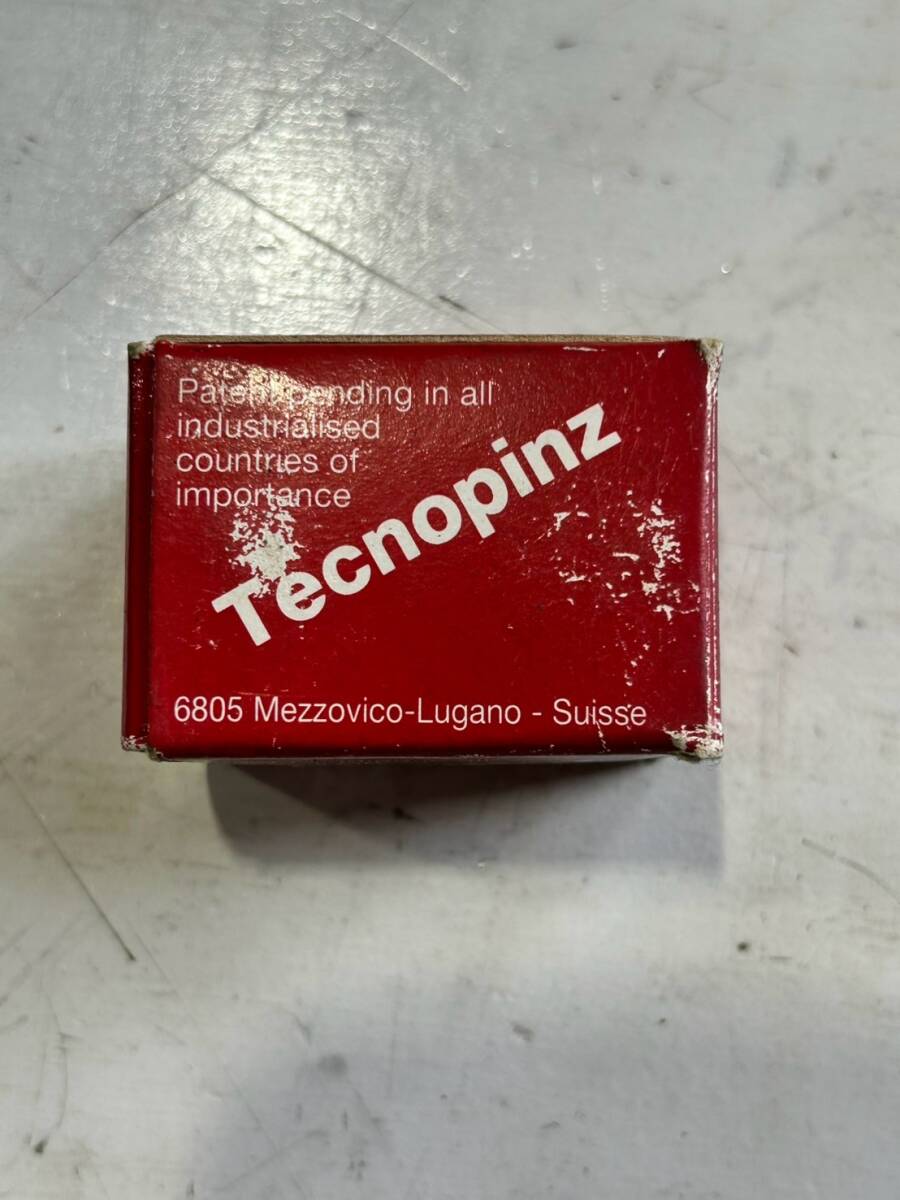 Patent pending in all
industrialised
countries of
importance
Tecnopinz
6805 Mezzovico-Lugano - Suisse